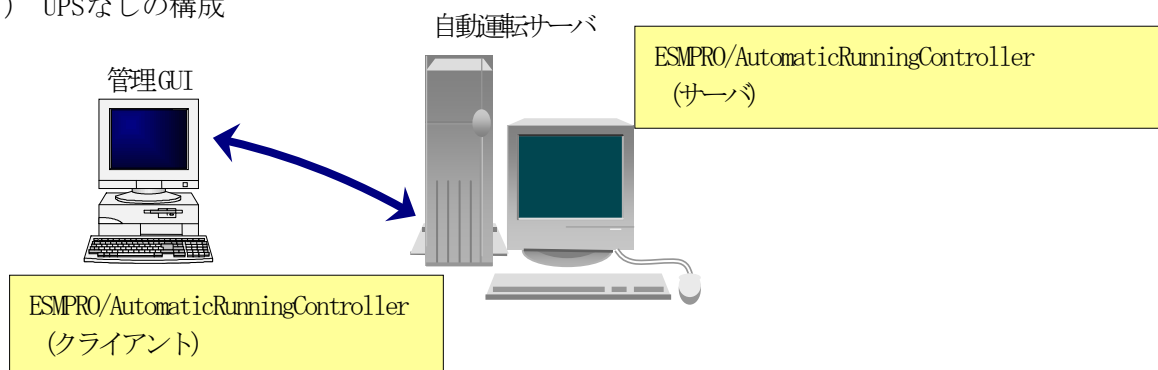 ) UPSなしの構成
自動運転サーバ
ESMPRO/AutomaticRunningController
(サーバ)
管理GUI
ESMPRO/AutomaticRunningController
(クライアント)